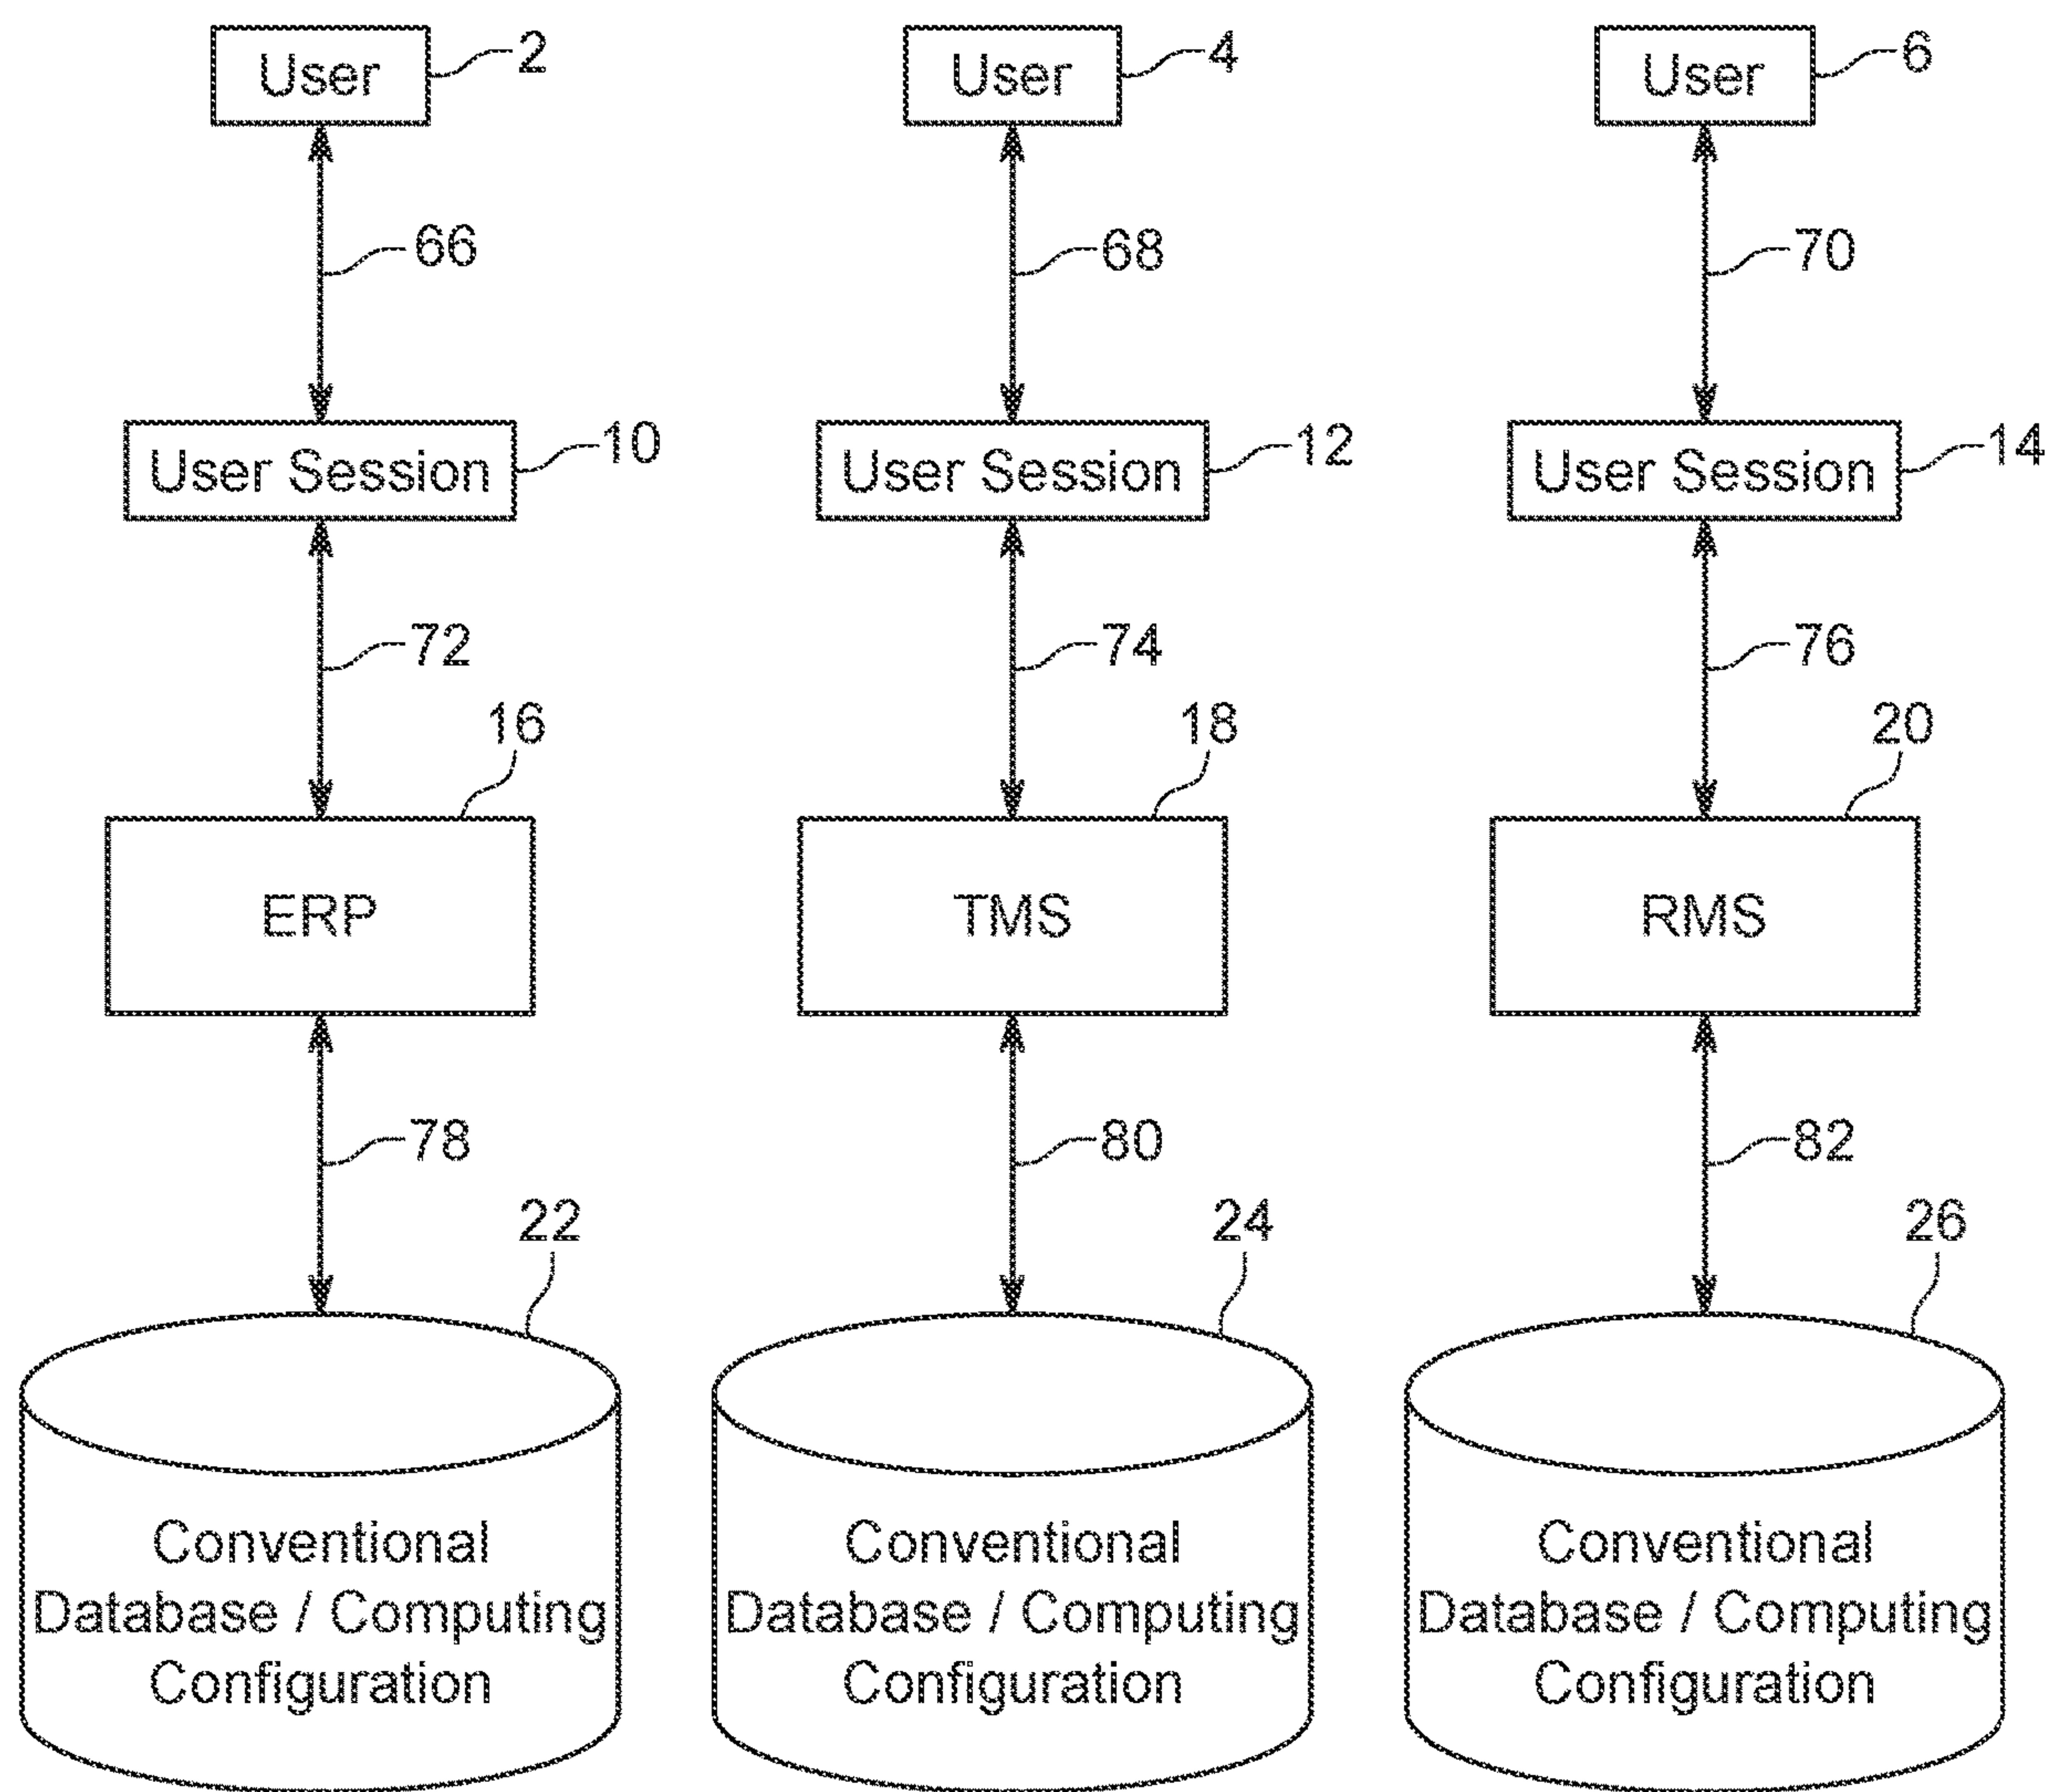 User 2
User 4
User 6
66
68
70
User Session 10
User Session 12
User Session 14
72
74
76
16
18
20
ERP
TMS
RMS
78
80
82
22
24
26
Conventional
Database / Computing
Configuration
Conventional
Database / Computing
Configuration
Conventional
Database / Computing
Configuration